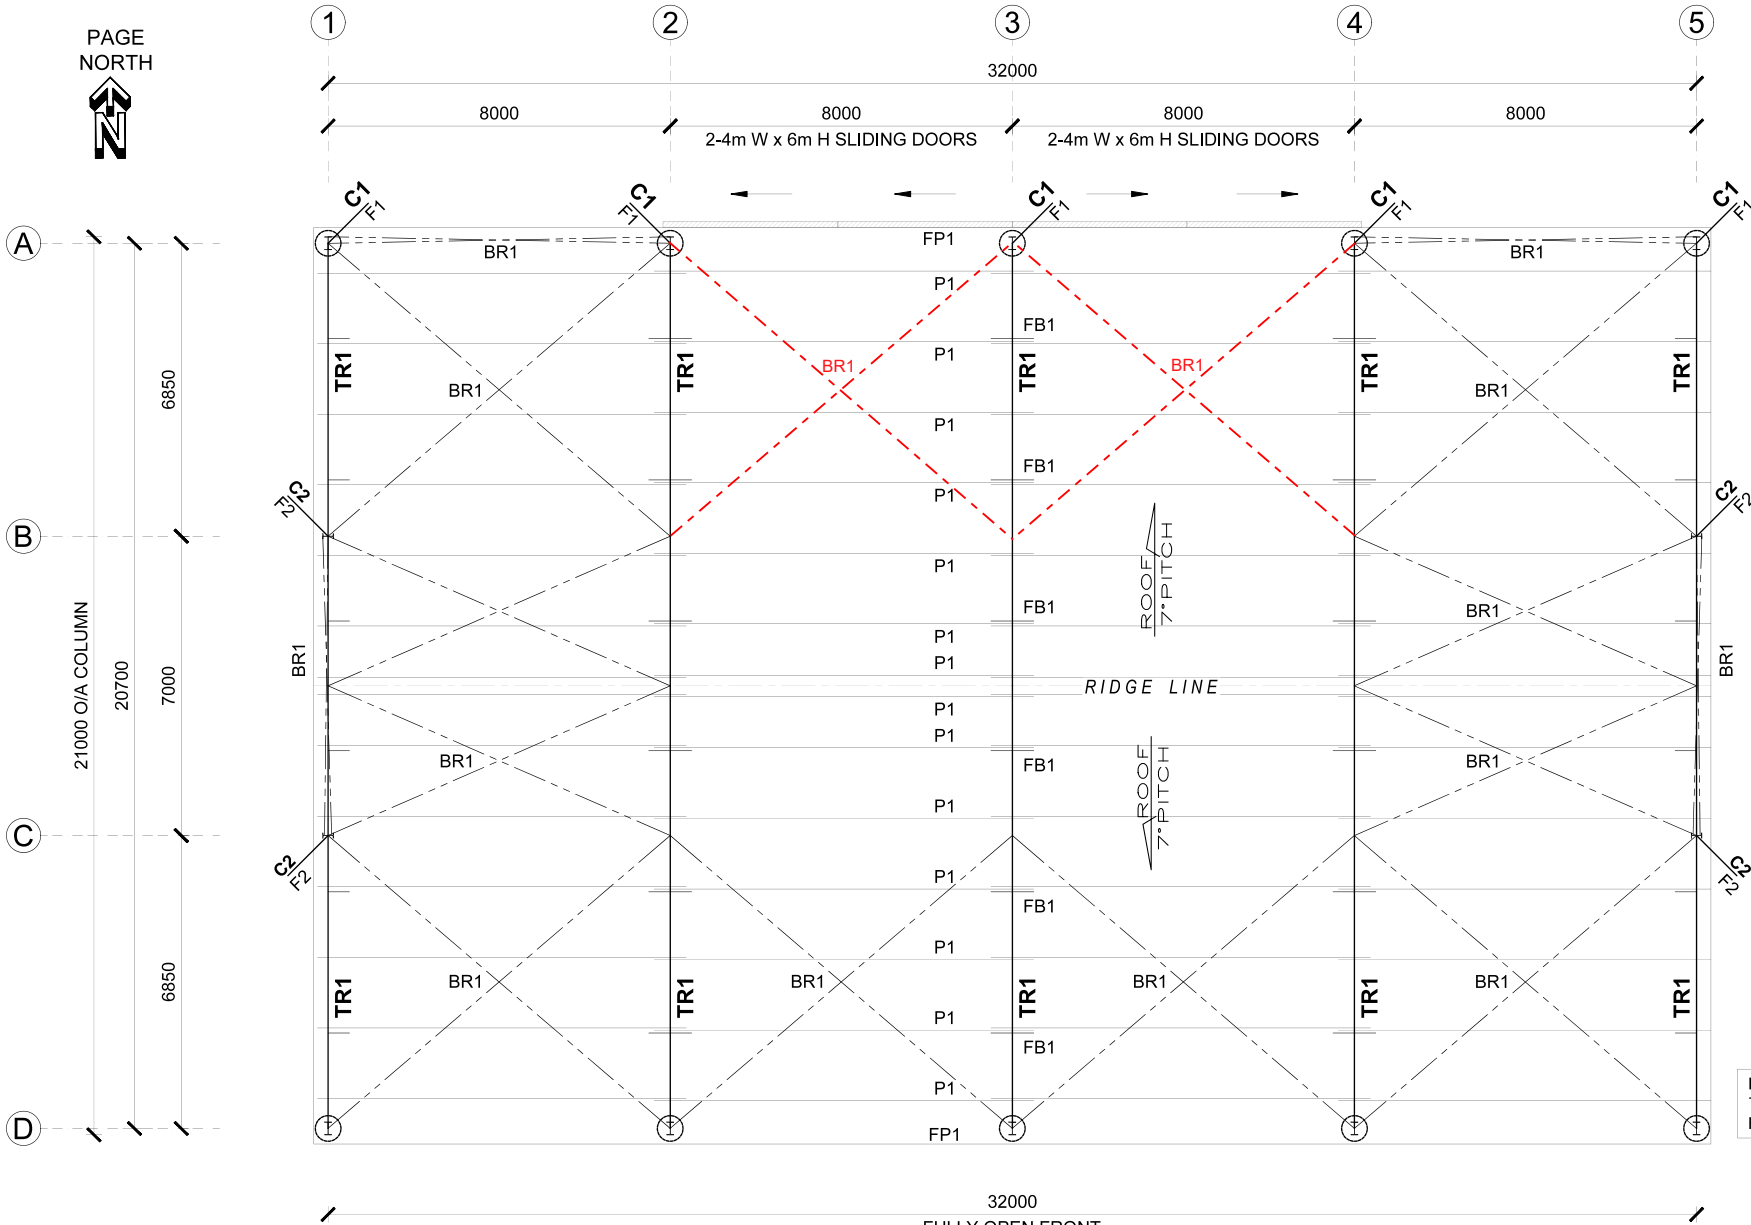 PAGE
NORTH
N
1 2 3 4 5
32000
8000 8000 8000 8000
2-4m W x 6m H SLIDING DOORS 2-4m W x 6m H SLIDING DOORS
C1 C1 C1 C1 C1
F1 F1 F1 F1 F1
A
BR1 FP1 BR1
P1
FB1
P1
TR1 TR1 TR1 TR1 TR1
BR1 BR1 BR1 BR1
6850
P1
FB1
P1
C2 C2
F2 F2
B
P1
FB1
ROOF
7° PITCH
BR1
P1
P1
21000 O/A COLUMN
20700
7000
BR1 BR1
RIDGE LINE
P1
P1
BR1 FB1 BR1
ROOF
7° PITCH
P1
C
C2 C2
F2 F2
P1
FB1
P1
BR1 BR1 BR1 BR1
6850
TR1 TR1 TR1 TR1 TR1
P1
FB1
P1
D
FP1
32000
FULLY OPEN FRONT